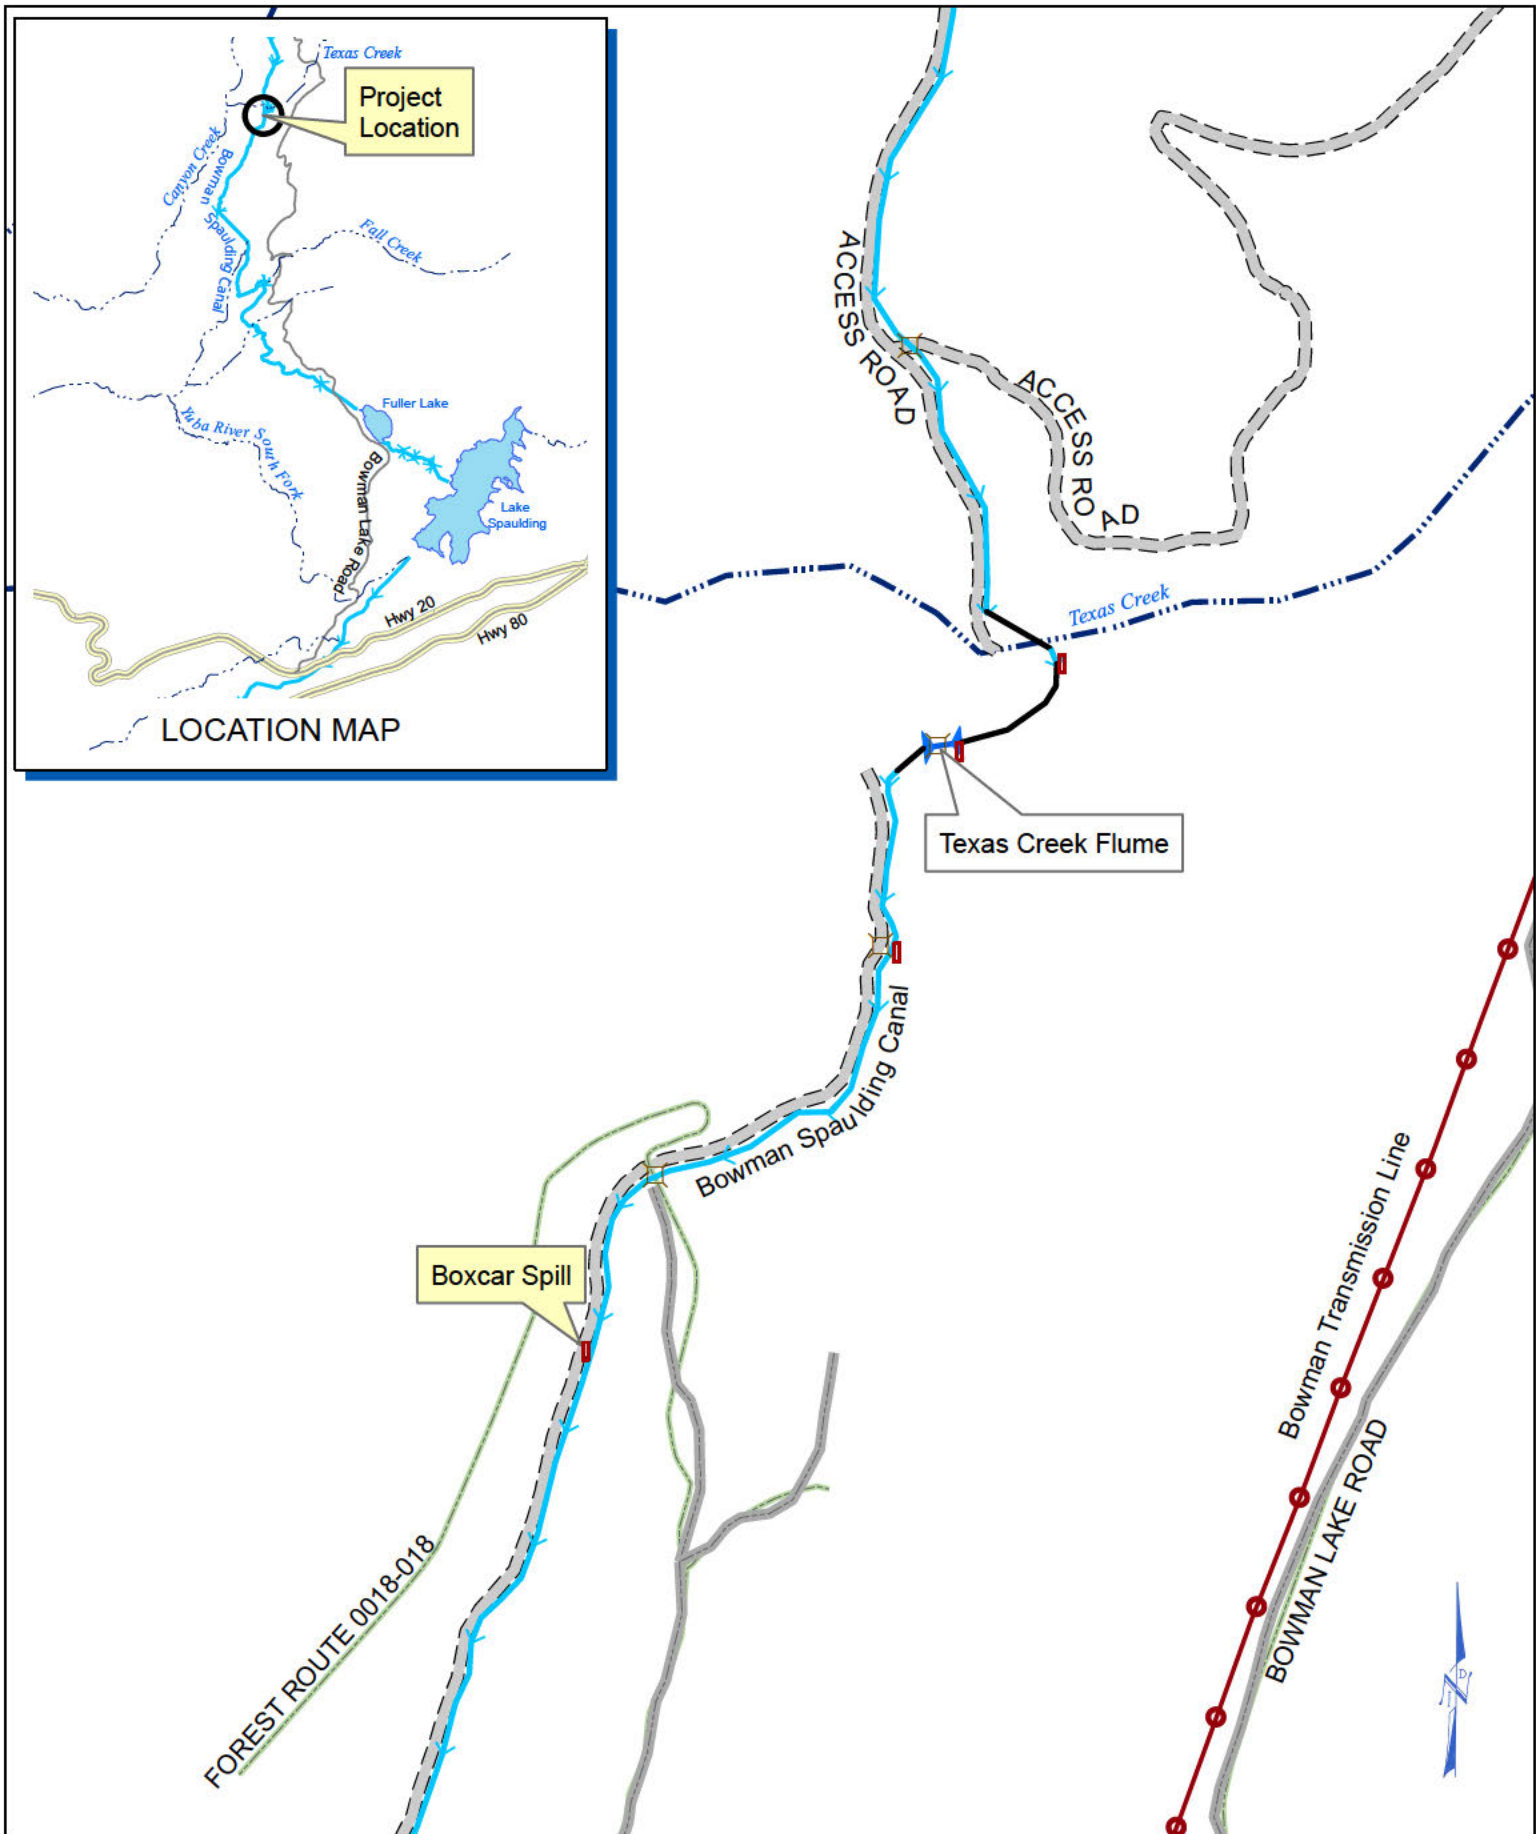 Texas Creek
Project
Location
Canyon Creek
Bowman
Spaulding Canal
Fall Creek
Fuller Lake
Yuba River South Fork
Bowman Lake Road
Lake
Spaulding
Hwy 20
Hwy 80
LOCATION MAP
ACCESS ROAD
ACCESS ROAD
Texas Creek
Texas Creek Flume
Bowman Spaulding Canal
Boxcar Spill
Bowman Transmission Line
BOWMAN LAKE ROAD
FOREST ROUTE 0018-018
NID